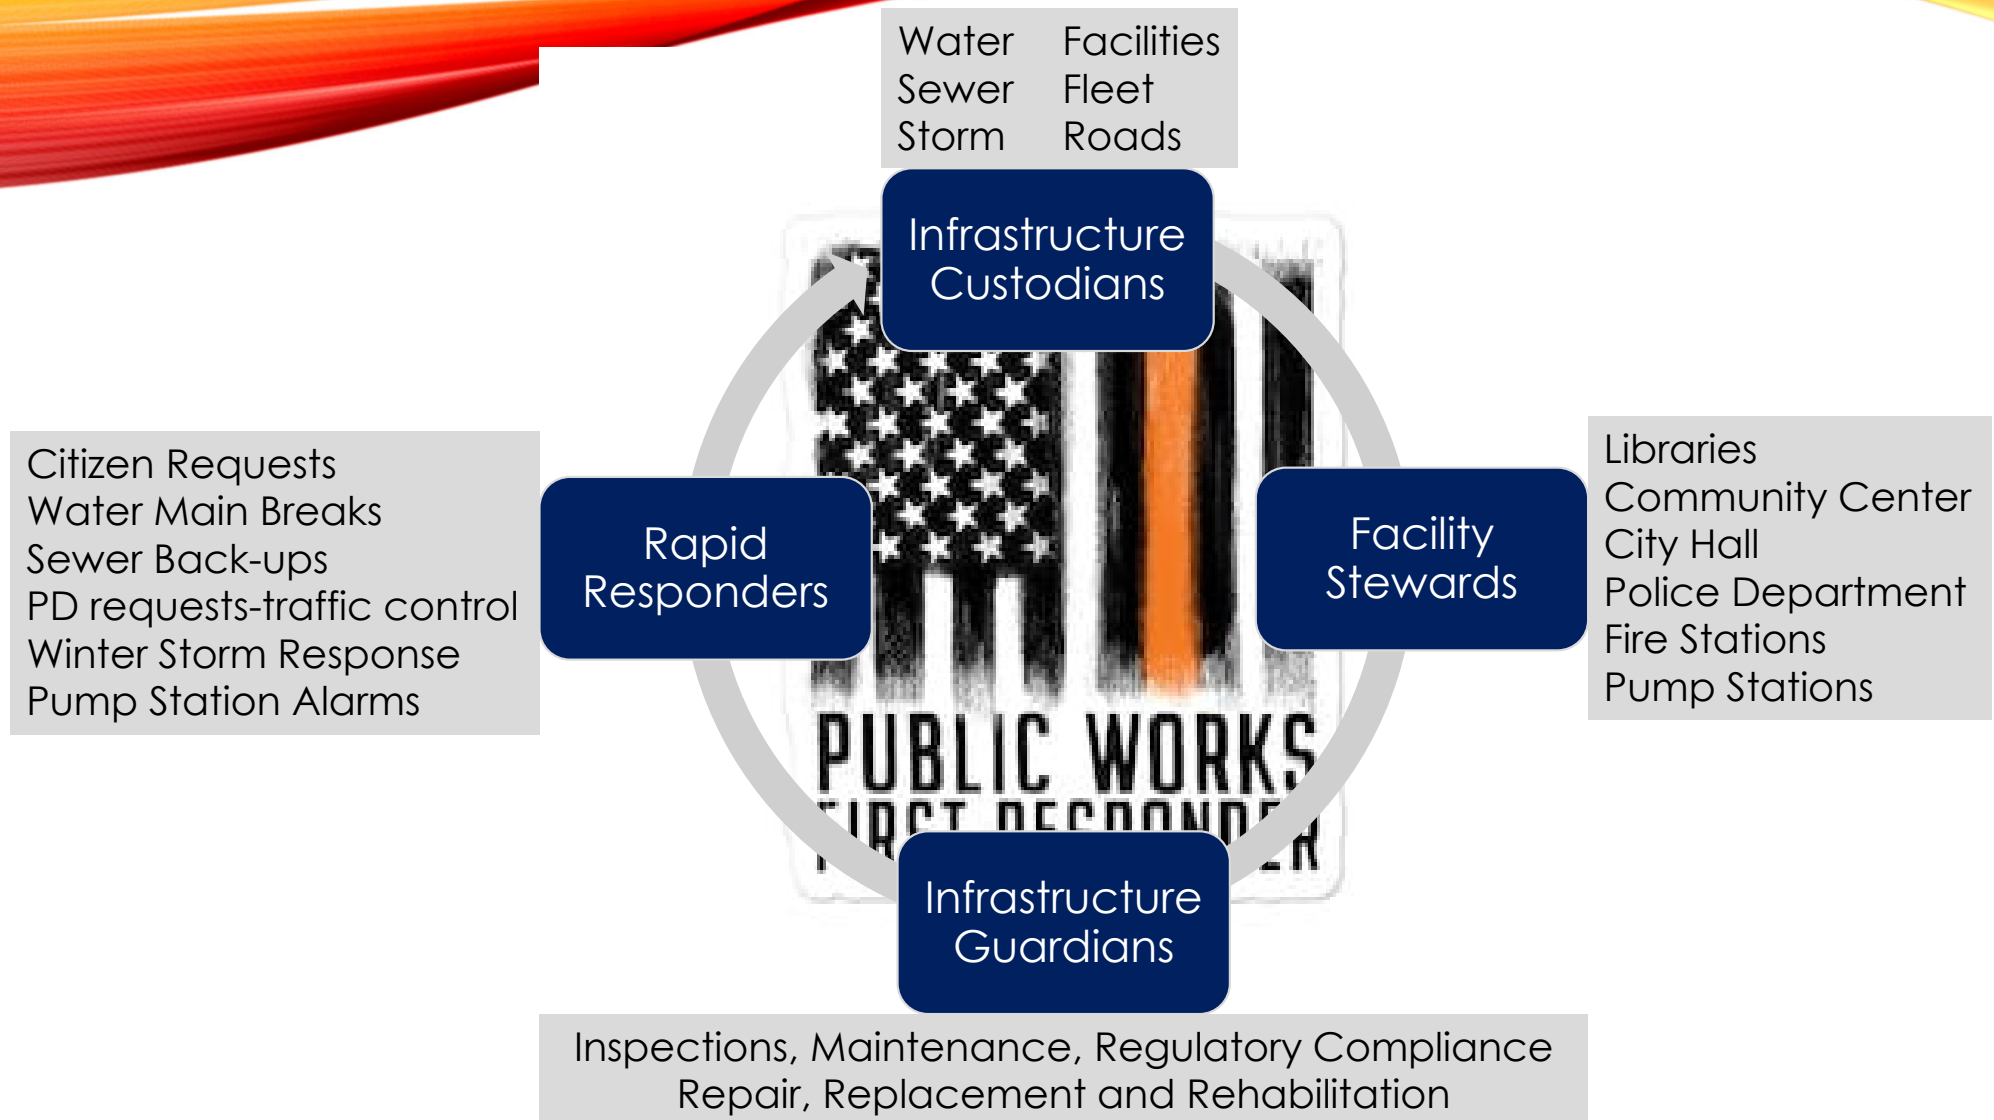 Water Facilities
Sewer Fleet
Storm Roads
Infrastructure
Custodians
Citizen Requests
Water Main Breaks
Sewer Back-ups
PD requests-traffic control
Winter Storm Response
Pump Station Alarms
Rapid
Responders
Facility
Stewards
Libraries
Community Center
City Hall
Police Department
Fire Stations
Pump Stations
PUBLIC WORKS
FIRST RESPONDER
Infrastructure
Guardians
Inspections, Maintenance, Regulatory Compliance
Repair, Replacement and Rehabilitation